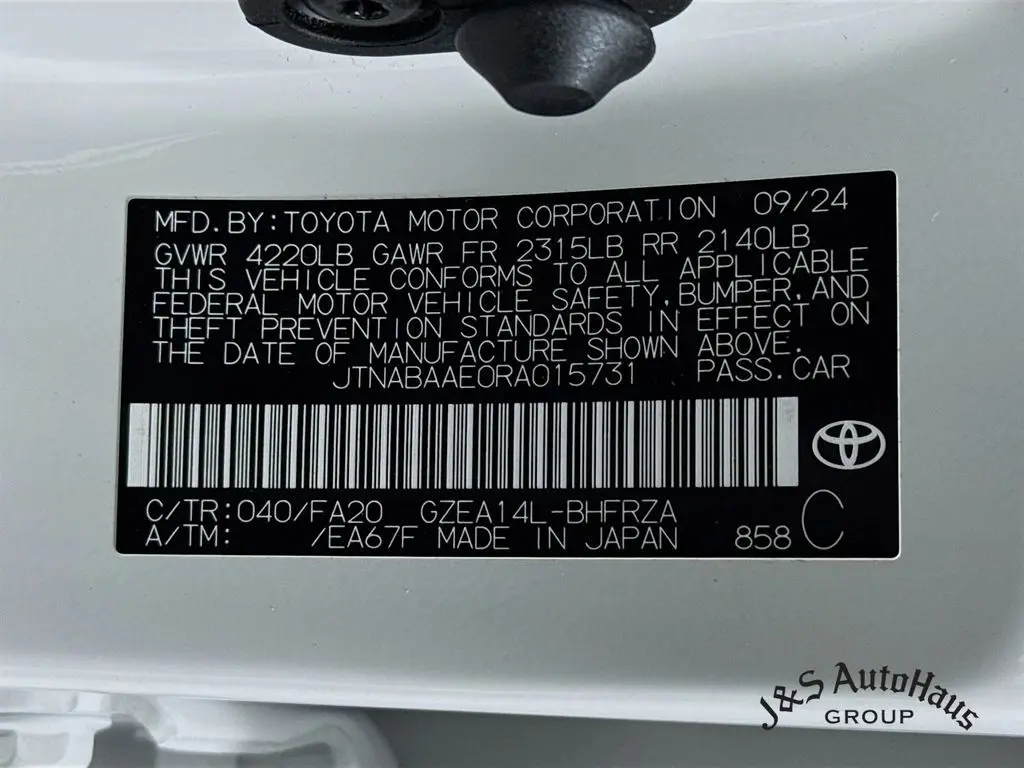 MFD. BY: TOYOTA MOTOR CORPORATION 09/24
GVWR 4220LB GAWR FR 2315LB RR 2140LB
THIS VEHICLE CONFORMS TO ALL APPLICABLE
FEDERAL MOTOR VEHICLE SAFETY, BUMPER, AND
THEFT PREVENTION STANDARDS IN EFFECT ON
THE DATE OF MANUFACTURE SHOWN ABOVE.
JTNABAAE0RA015731 PASS. CAR
C/TR: 040/FA20 GZEA14L-BHFRZA
A/TM: /EA67F MADE IN JAPAN 858 C
J&S AutoHaus
GROUP